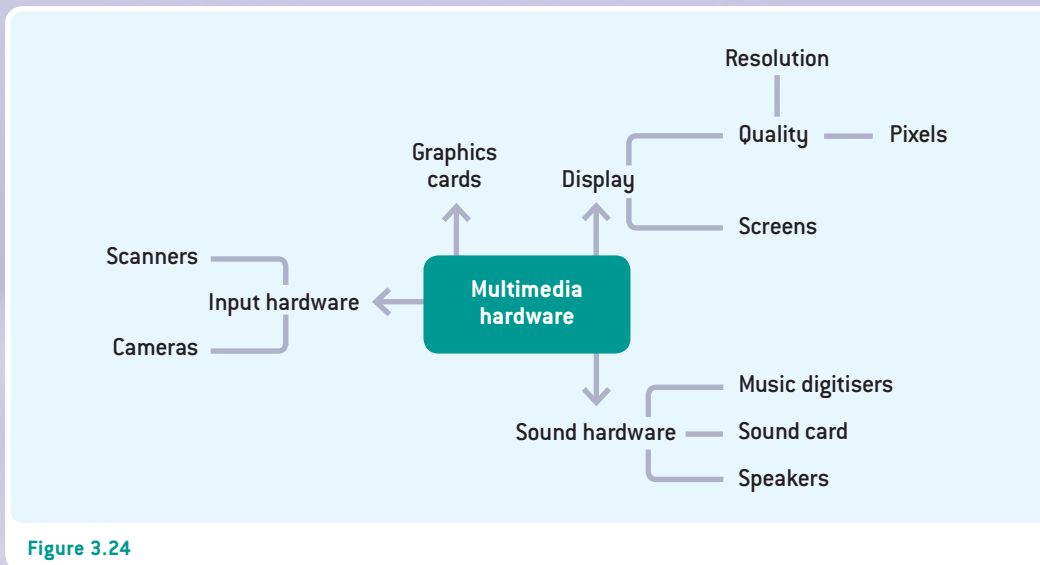 Resolution
Quality
Pixels
Graphics
cards
Display
Screens
Scanners
Input hardware
Cameras
Multimedia
hardware
Music digitisers
Sound hardware
Sound card
Speakers
Figure 3.24